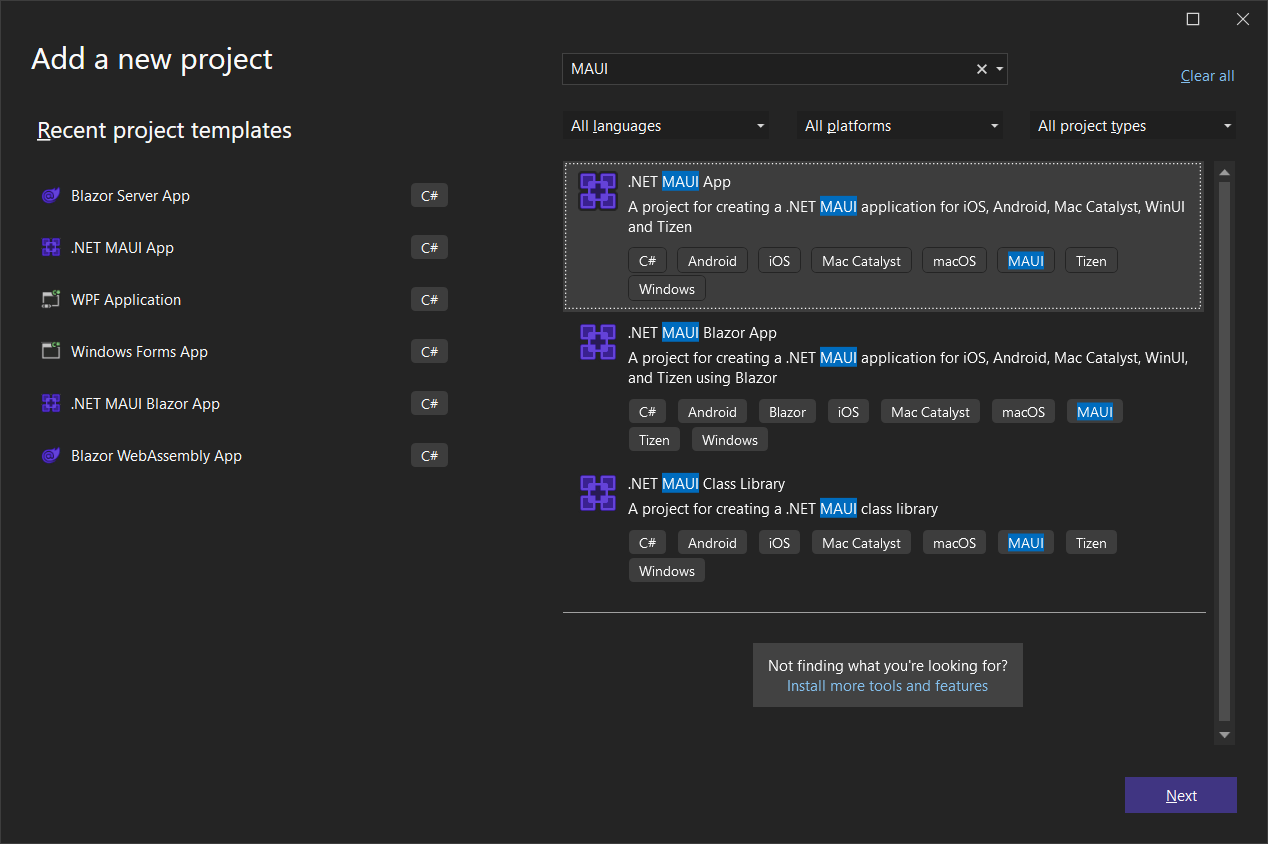 Add a new project
MAUI
Clear all
Recent project templates
All languages
All platforms
All project types
Blazor Server App
C#
.NET MAUI App
C#
WPF Application
C#
Windows Forms App
C#
.NET MAUI Blazor App
C#
Blazor WebAssembly App
C#
.NET MAUI App
A project for creating a .NET MAUI application for iOS, Android, Mac Catalyst, WinUI
and Tizen
C# Android iOS Mac Catalyst macOS MAUI Tizen
Windows
.NET MAUI Blazor App
A project for creating a .NET MAUI application for iOS, Android, Mac Catalyst, WinUI,
and Tizen using Blazor
C# Android Blazor iOS Mac Catalyst macOS MAUI
Tizen Windows
.NET MAUI Class Library
A project for creating a .NET MAUI class library
C# Android iOS Mac Catalyst macOS MAUI Tizen
Windows
Not finding what you're looking for?
Install more tools and features
Next